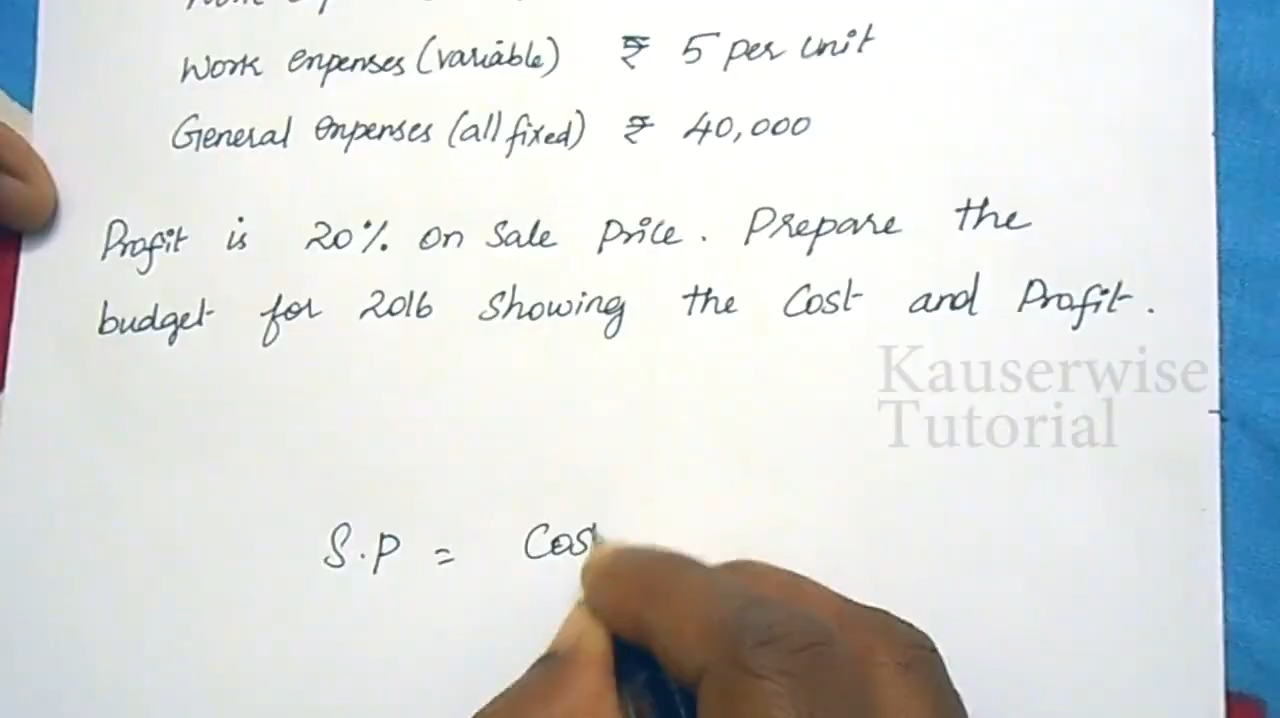 Work expenses (variable) ₹ 5 per unit
General expenses (all fixed) ₹ 40,000
Profit is 20% on Sale Price. Prepare the
budget for 2016 Showing the Cost and Profit.
Kauserwise
Tutorial
S.P = Cost